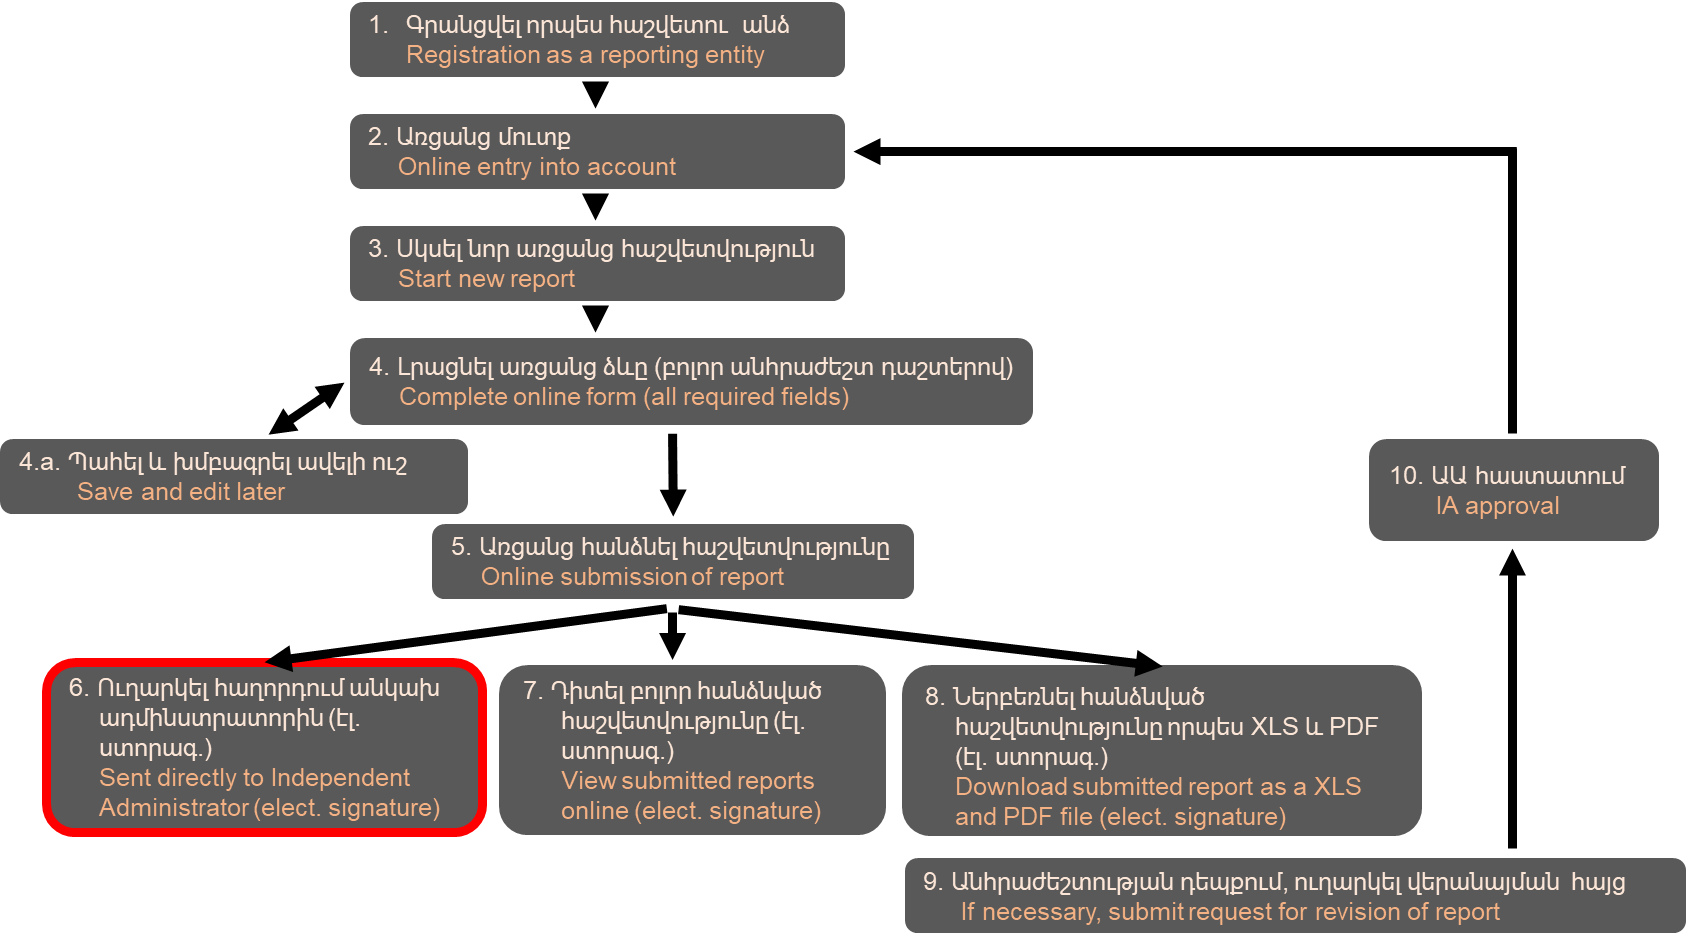 1. Գրանցվել որպես հաշվետու անձ
Registration as a reporting entity
2. Առցանց մուտք
Online entry into account
3. Սկսել նոր առցանց հաշվետվություն
Start new report
4. Լրացնել առցանց ձևը (բոլոր անհրաժեշտ դաշտերով)
Complete online form (all required fields)
4.a. Պահել և խմբագրել ավելի ուշ
Save and edit later
5. Առցանց հանձնել հաշվետվությունը
Online submission of report
6. Ուղարկել հաղորդում անկախ
ադմինստրատորին (էլ.
ստորագ.)
Sent directly to Independent
Administrator (elect. signature)
7. Դիտել բոլոր հանձնված
հաշվետվությունը (էլ.
ստորագ.)
View submitted reports
online (elect. signature)
8. Ներբեռնել հանձնված
հաշվետվությունը որպես XLS և PDF
(էլ. ստորագ.)
Download submitted report as a XLS
and PDF file (elect. signature)
9. Անհրաժեշտության դեպքում, ուղարկել վերանայման հայց
If necessary, submit request for revision of report
10. ԱԱ հաստատում
IA approval